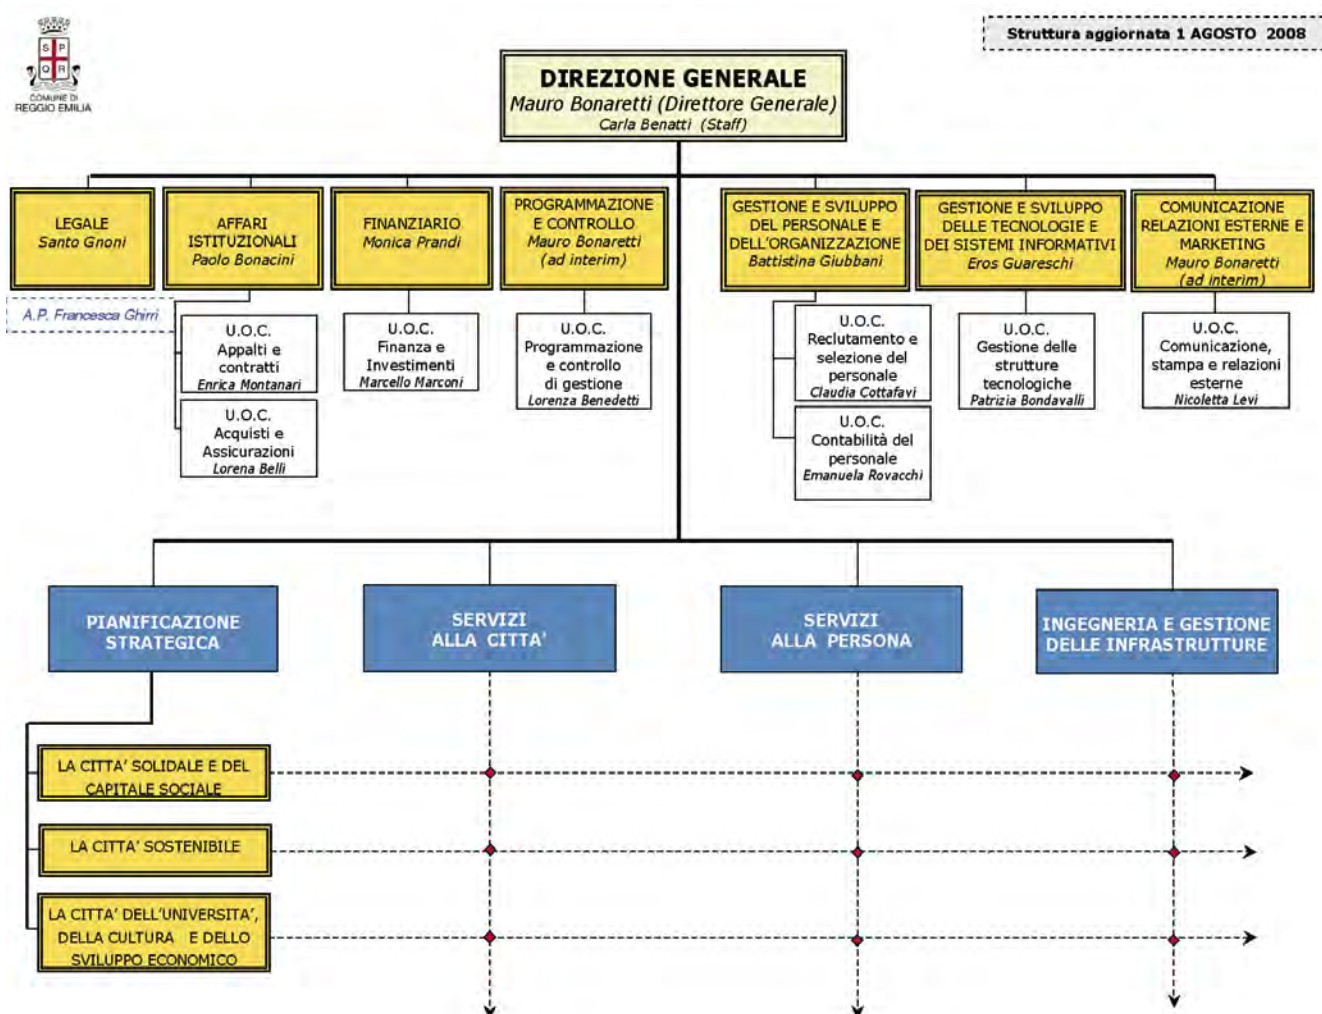 S P
Q R
COMUNE DI
REGGIO EMILIA
Struttura aggiornata 1 AGOSTO 2008
DIREZIONE GENERALE
Mauro Bonaretti (Direttore Generale)
Carla Benatti (Staff)
LEGALE
Santo Gnoni
AFFARI
ISTITUZIONALI
Paolo Bonacini
FINANZIARIO
Monica Prandi
PROGRAMMAZIONE
E CONTROLLO
Mauro Bonaretti
(ad interim)
GESTIONE E SVILUPPO
DEL PERSONALE E
DELL'ORGANIZZAZIONE
Battistina Giubbani
GESTIONE E SVILUPPO
DELLE TECNOLOGIE E
DEI SISTEMI INFORMATIVI
Eros Guareschi
COMUNICAZIONE
RELAZIONI ESTERNE E
MARKETING
Mauro Bonaretti
(ad interim)
A.P. Francesca Ghirri
U.O.C.
Appalti e
contratti
Enrica Montanari
U.O.C.
Finanza e
Investimenti
Marcello Marconi
U.O.C.
Programmazione
e controllo
di gestione
Lorenza Benedetti
U.O.C.
Reclutamento e
selezione del
personale
Claudia Cottafavi
U.O.C.
Gestione delle
strutture
tecnologiche
Patrizia Bondavalli
U.O.C.
Comunicazione,
stampa e relazioni
esterne
Nicoletta Levi
U.O.C.
Acquisti e
Assicurazioni
Lorena Belli
U.O.C.
Contabilità del
personale
Emanuela Rovacchi
PIANIFICAZIONE
STRATEGICA
SERVIZI
ALLA CITTA'
SERVIZI
ALLA PERSONA
INGEGNERIA E GESTIONE
DELLE INFRASTRUTTURE
LA CITTA' SOLIDALE E DEL
CAPITALE SOCIALE
LA CITTA' SOSTENIBILE
LA CITTA' DELL'UNIVERSITA',
DELLA CULTURA E DELLO
SVILUPPO ECONOMICO